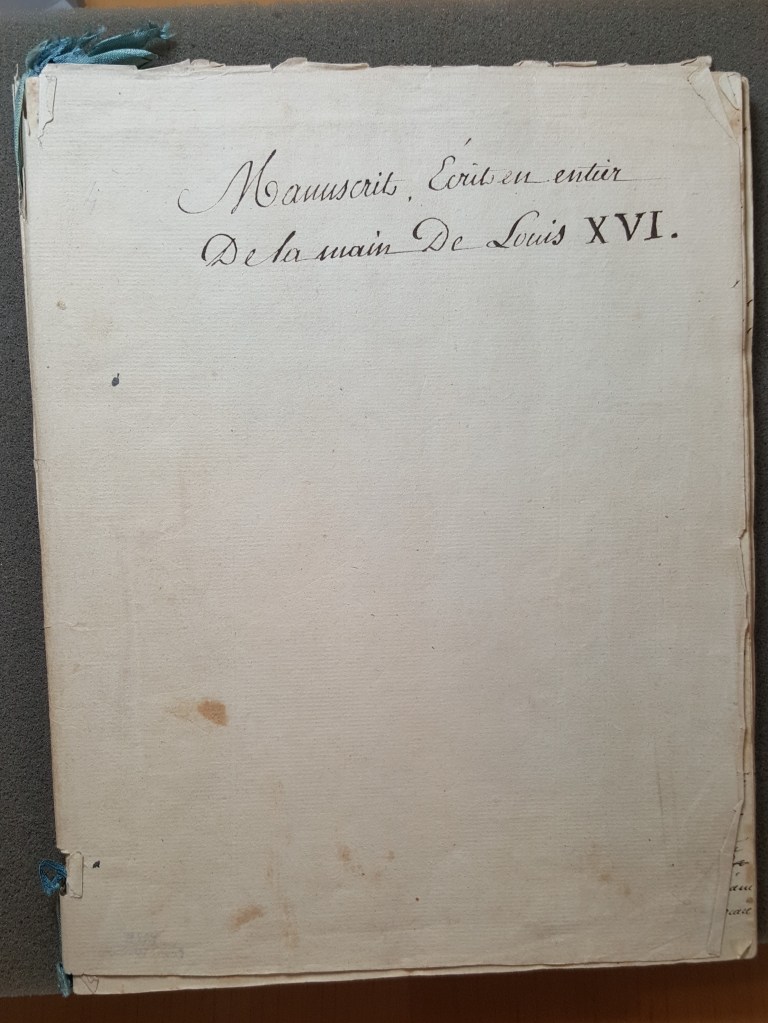 Manuscrit, Écrit en entier
De la main De Louis XVI.